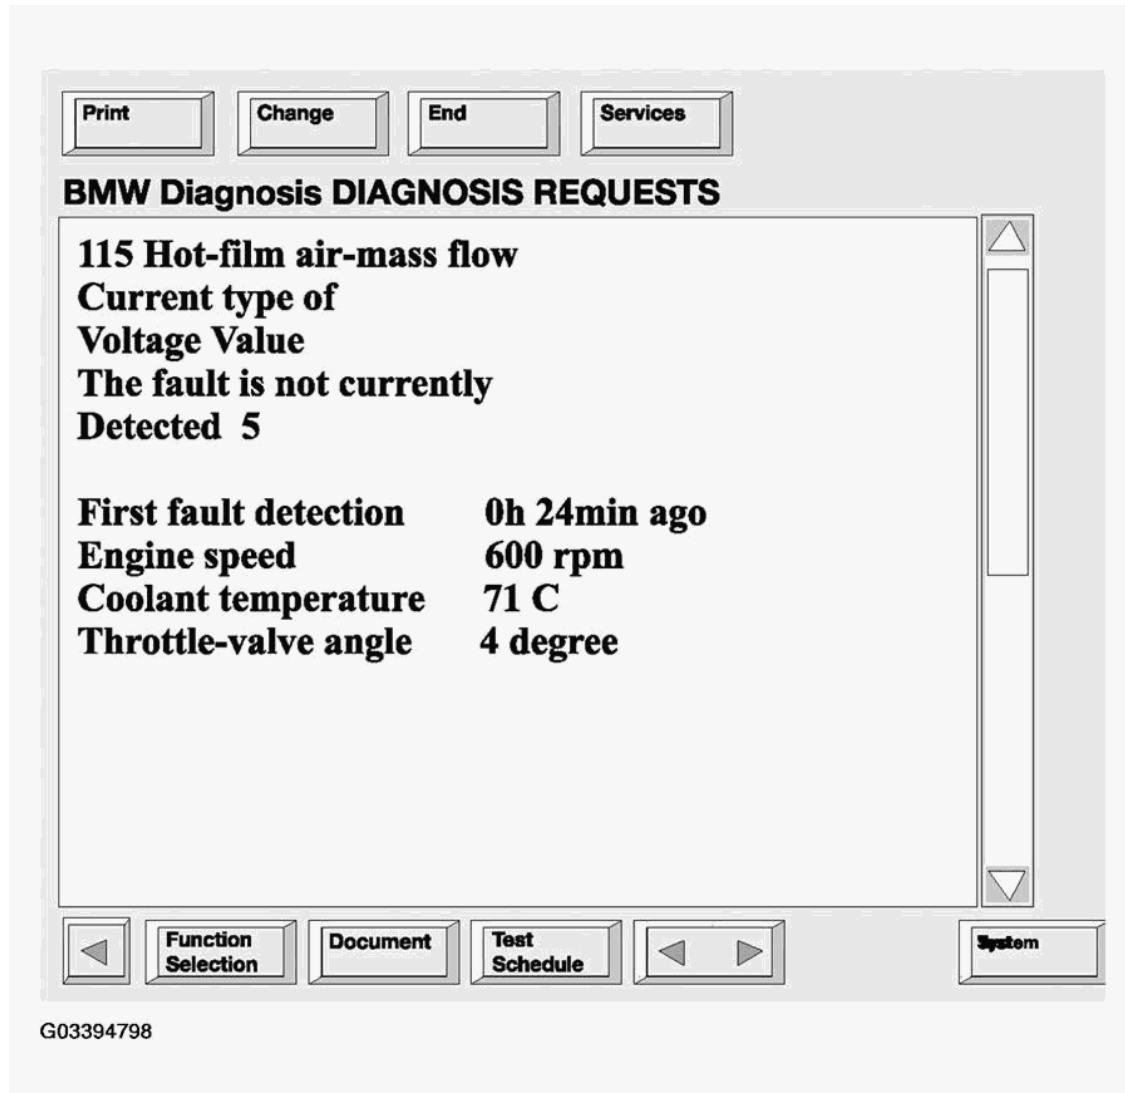 Print Change End Services
BMW Diagnosis DIAGNOSIS REQUESTS
115 Hot-film air-mass flow
Current type of
Voltage Value
The fault is not currently
Detected 5
First fault detection 0h 24min ago
Engine speed 600 rpm
Coolant temperature 71 C
Throttle-valve angle 4 degree
Function Selection Document Test Schedule
G03394798